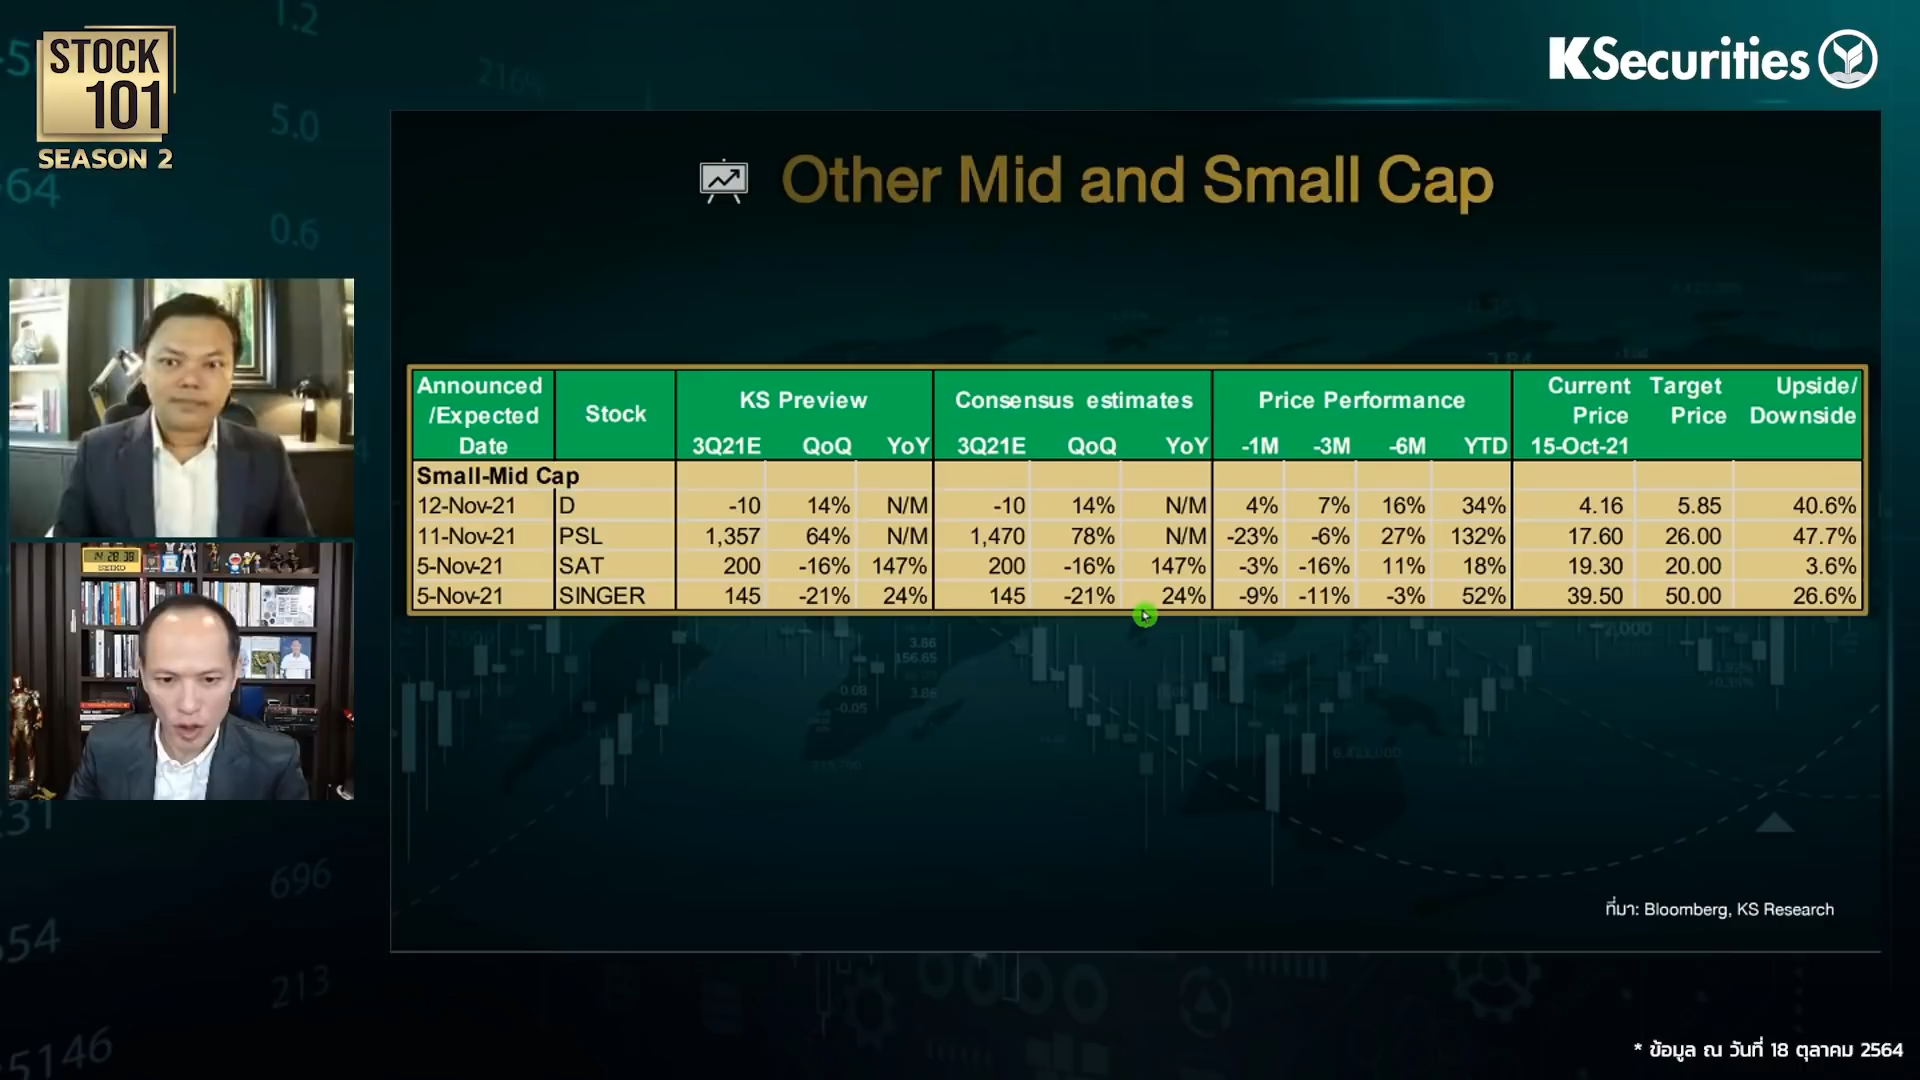 STOCK
101
SEASON 2
KSecurities
Other Mid and Small Cap
Announced /Expected Date Stock KS Preview Consensus estimates Price Performance Current Price Target Price Upside/ Downside
3Q21E QoQ YoY 3Q21E QoQ YoY -1M -3M -6M YTD 15-Oct-21
Small-Mid Cap
12-Nov-21 D -10 14% N/M -10 14% N/M 4% 7% 16% 34% 4.16 5.85 40.6%
11-Nov-21 PSL 1,357 64% N/M 1,470 78% N/M -23% -6% 27% 132% 17.60 26.00 47.7%
5-Nov-21 SAT 200 -16% 147% 200 -16% 147% -3% -16% 11% 18% 19.30 20.00 3.6%
5-Nov-21 SINGER 145 -21% 24% 145 -21% 24% -9% -11% -3% 52% 39.50 50.00 26.6%
ที่มา: Bloomberg, KS Research
* ข้อมูล ณ วันที่ 18 ตุลาคม 2564